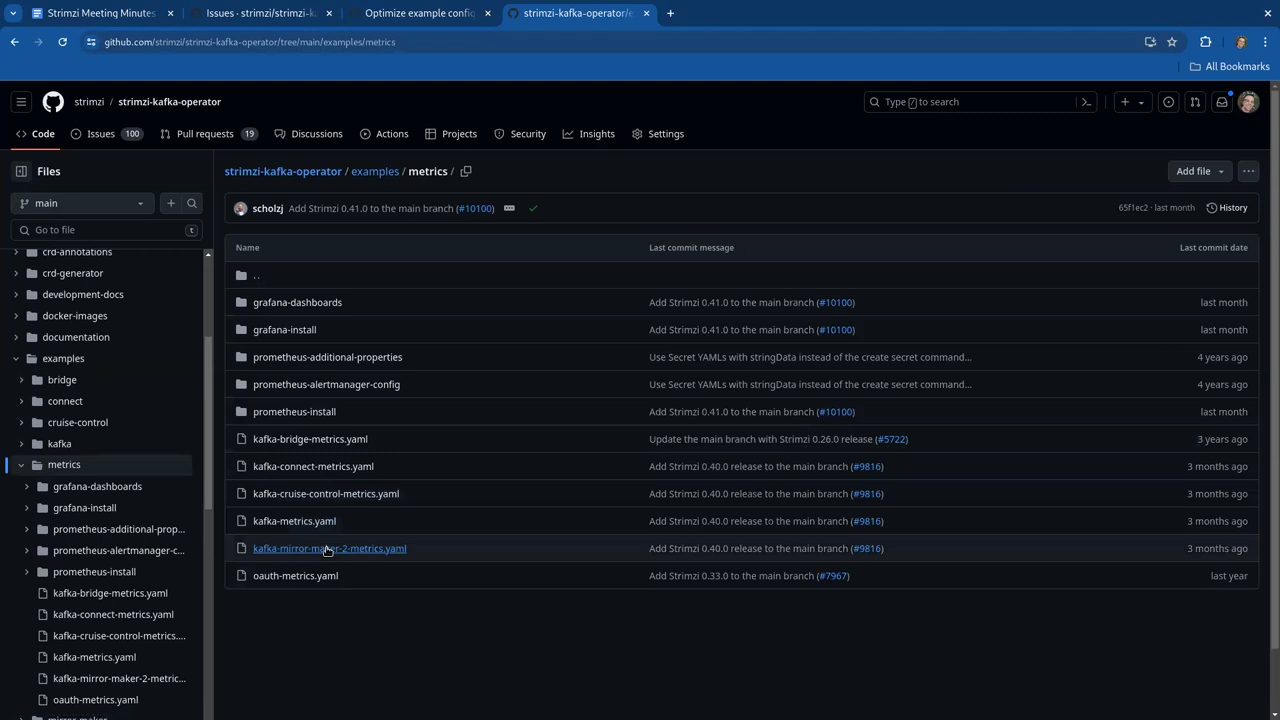 Strimzi Meeting Minutes
Issues · strimzi/strimzi-k
Optimize example config
strimzi-kafka-operator/e
github.com/strimzi/strimzi-kafka-operator/tree/main/examples/metrics
All Bookmarks
strimzi / strimzi-kafka-operator
Type / to search
Code
Issues 100
Pull requests 19
Discussions
Actions
Projects
Security
Insights
Settings
Files
main
Go to file t
crd-annotations
crd-generator
development-docs
docker-images
documentation
examples
bridge
connect
cruise-control
kafka
metrics
grafana-dashboards
grafana-install
prometheus-additional-prop...
prometheus-alertmanager-c...
prometheus-install
kafka-bridge-metrics.yaml
kafka-connect-metrics.yaml
kafka-cruise-control-metrics....
kafka-metrics.yaml
kafka-mirror-maker-2-metric...
oauth-metrics.yaml
mirror-maker
strimzi-kafka-operator / examples / metrics /
Add file
scholzj Add Strimzi 0.41.0 to the main branch (#10100) 65f1ec2 · last month History
Name Last commit message Last commit date
..
grafana-dashboards Add Strimzi 0.41.0 to the main branch (#10100) last month
grafana-install Add Strimzi 0.41.0 to the main branch (#10100) last month
prometheus-additional-properties Use Secret YAMLs with stringData instead of the create secret command... 4 years ago
prometheus-alertmanager-config Use Secret YAMLs with stringData instead of the create secret command... 4 years ago
prometheus-install Add Strimzi 0.41.0 to the main branch (#10100) last month
kafka-bridge-metrics.yaml Update the main branch with Strimzi 0.26.0 release (#5722) 3 years ago
kafka-connect-metrics.yaml Add Strimzi 0.40.0 release to the main branch (#9816) 3 months ago
kafka-cruise-control-metrics.yaml Add Strimzi 0.40.0 release to the main branch (#9816) 3 months ago
kafka-metrics.yaml Add Strimzi 0.40.0 release to the main branch (#9816) 3 months ago
kafka-mirror-maker-2-metrics.yaml Add Strimzi 0.40.0 release to the main branch (#9816) 3 months ago
oauth-metrics.yaml Add Strimzi 0.33.0 to the main branch (#7967) last year